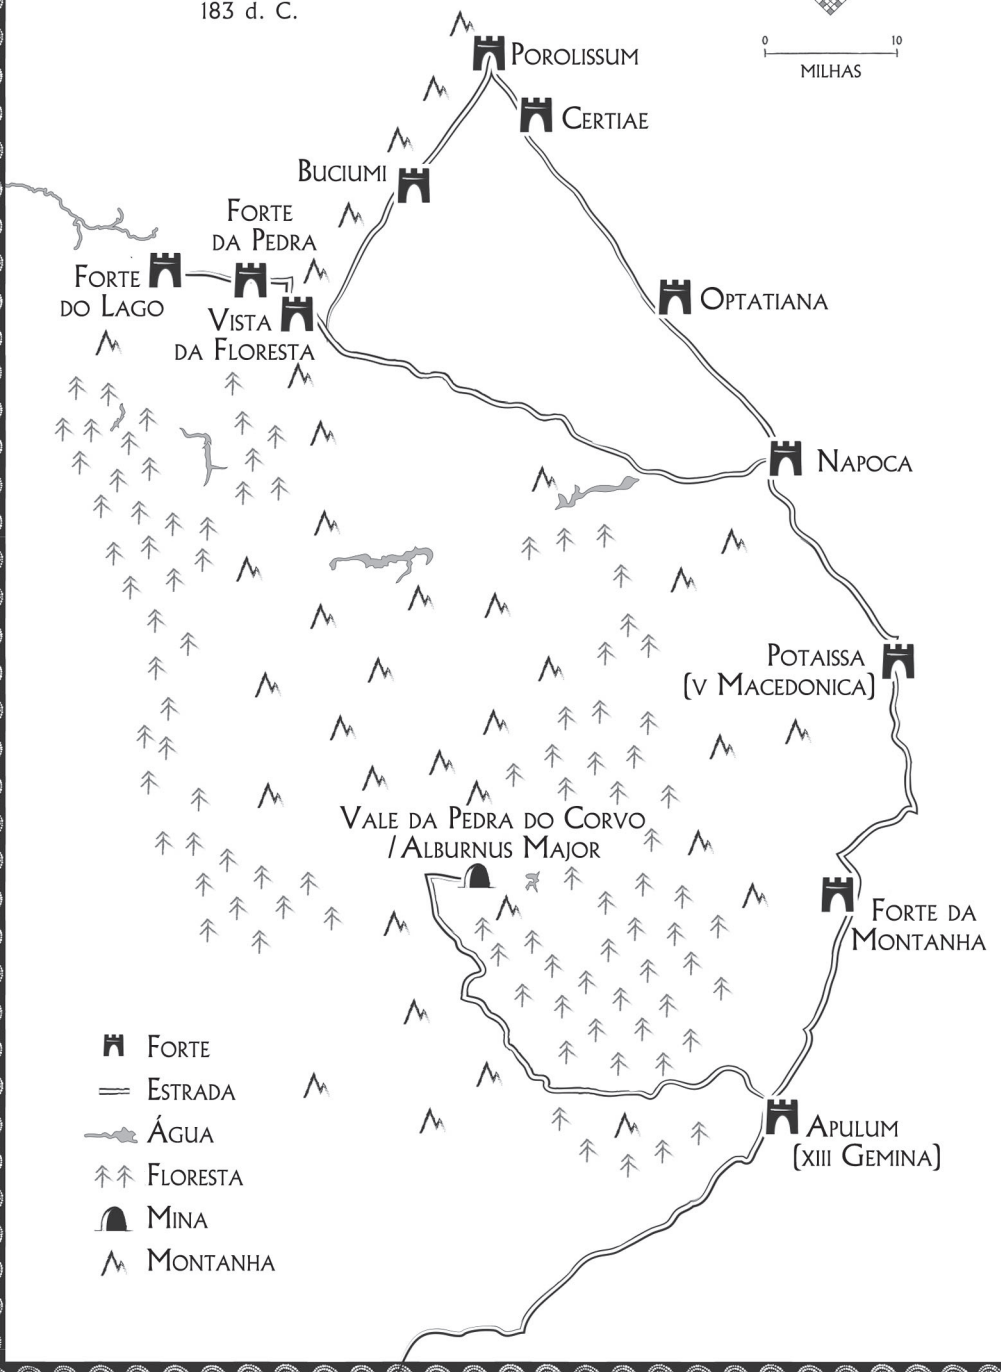 183 d. C.
0 10
MILHAS
POROLISSUM
CERTIAE
BUCIUMI
FORTE
DA PEDRA
FORTE
DO LAGO
VISTA
DA FLORESTA
OPTATIANA
NAPOCA
POTAISSA
(V MACEDONICA)
VALE DA PEDRA DO CORVO
/ALBURNUS MAJOR
FORTE DA
MONTANHA
APULUM
(XIII GEMINA)
FORTE
ESTRADA
ÁGUA
FLORESTA
MINA
MONTANHA